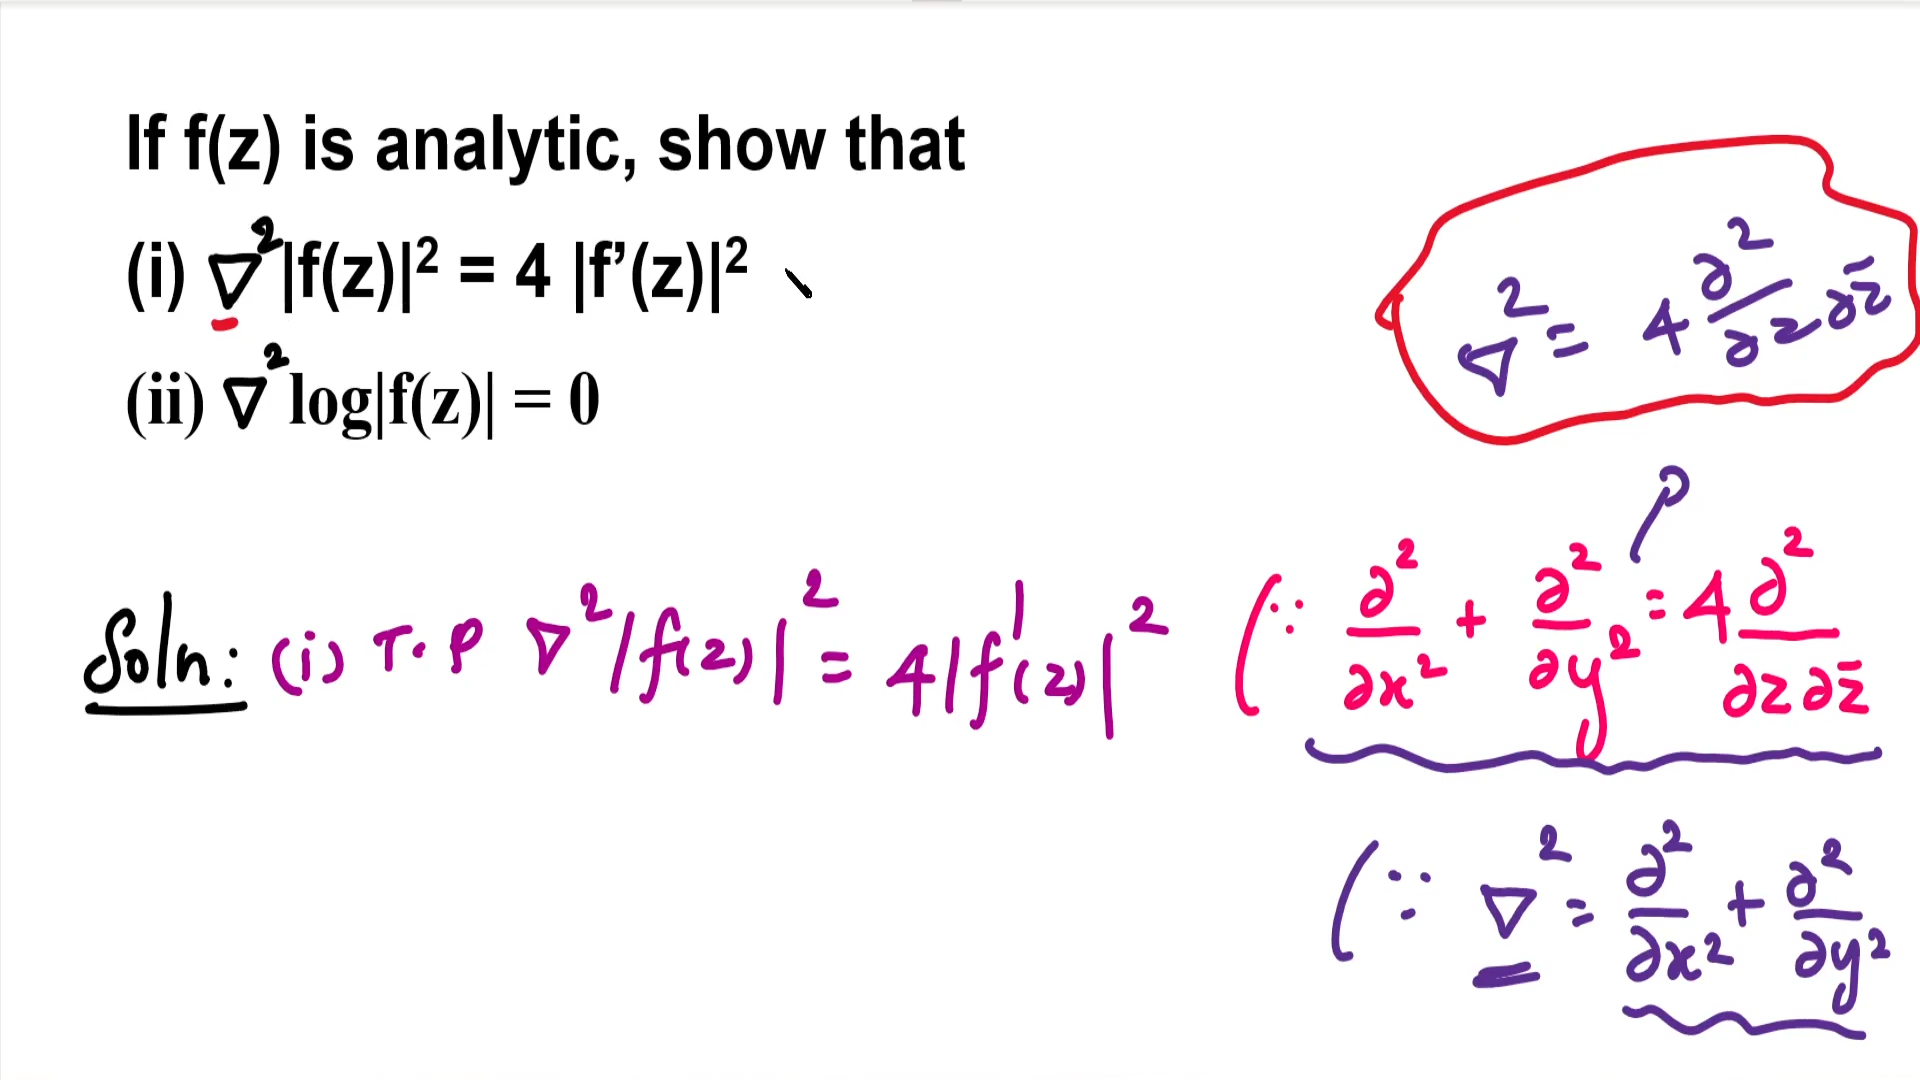 If f(z) is analytic, show that
(i) ∇²|f(z)|² = 4 |f’(z)|²
(ii) ∇² log|f(z)| = 0
∇² = 4 ∂²/∂z∂z̄
Soln: (i) T.P ∇²|f(z)|² = 4|f'(z)|² (∵ ∂²/∂x² + ∂²/∂y² = 4 ∂²/∂z∂z̄
(∵ ∇² = ∂²/∂x² + ∂²/∂y²